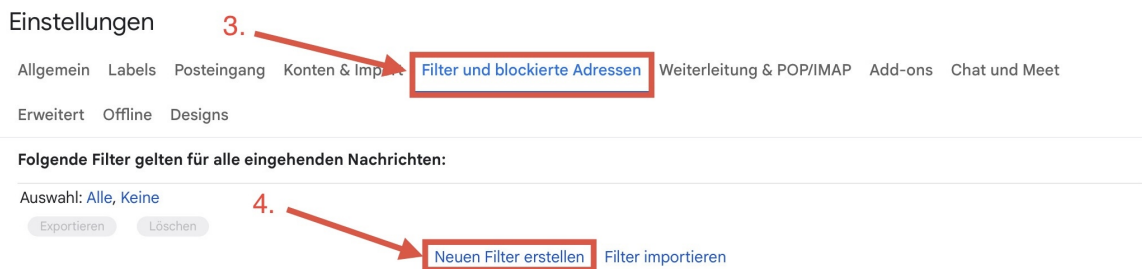 Einstellungen
3.
Allgemein Labels Posteingang Konten & Import Filter und blockierte Adressen Weiterleitung & POP/IMAP Add-ons Chat und Meet
Erweitert Offline Designs
Folgende Filter gelten für alle eingehenden Nachrichten:
Auswahl: Alle, Keine
4.
Exportieren Löschen
Neuen Filter erstellen Filter importieren